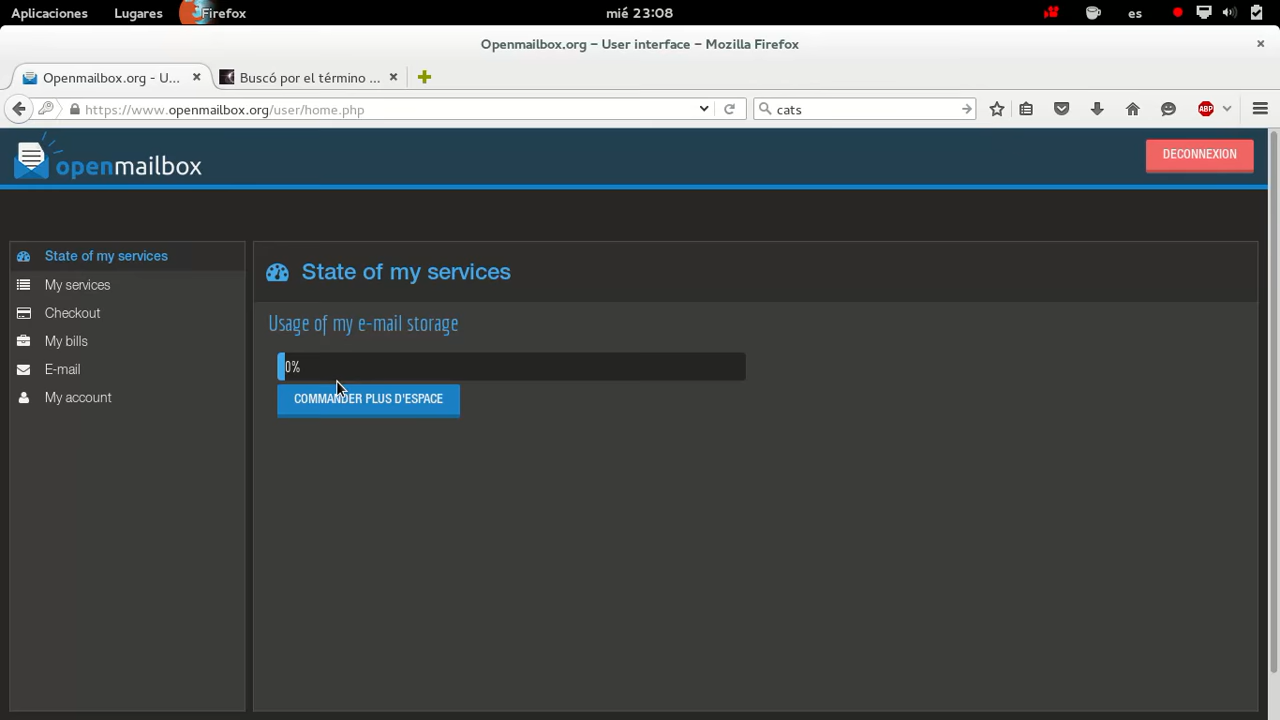 Aplicaciones Lugares Firefox mié 23:08 es
Openmailbox.org – User interface – Mozilla Firefox
Openmailbox.org - U... Buscó por el término ...
https://www.openmailbox.org/user/home.php cats ABP
openmailbox
DECONNEXION
State of my services
My services
Checkout
My bills
E-mail
My account
State of my services
Usage of my e-mail storage
0%
COMMANDER PLUS D'ESPACE